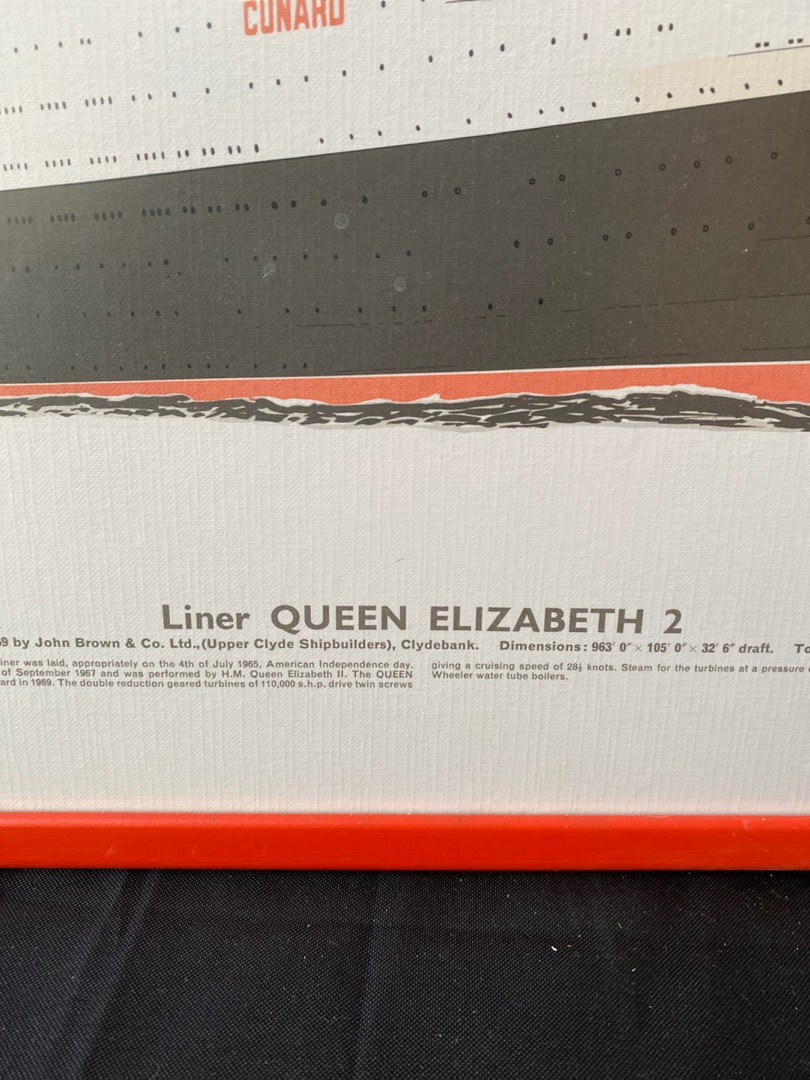 CUNARD
Liner QUEEN ELIZABETH 2
69 by John Brown & Co. Ltd.,(Upper Clyde Shipbuilders), Clydebank. Dimensions: 963′ 0″ × 105′ 0″ × 32′ 6″ draft. To
iner was laid, appropriately on the 4th of July 1965, American Independence day.
of September 1967 and was performed by H.M. Queen Elizabeth II. The QUEEN
ard in 1969. The double reduction geared turbines of 110,000 s.h.p. drive twin screws
giving a cruising speed of 28½ knots. Steam for the turbines at a pressure
Wheeler water tube boilers.